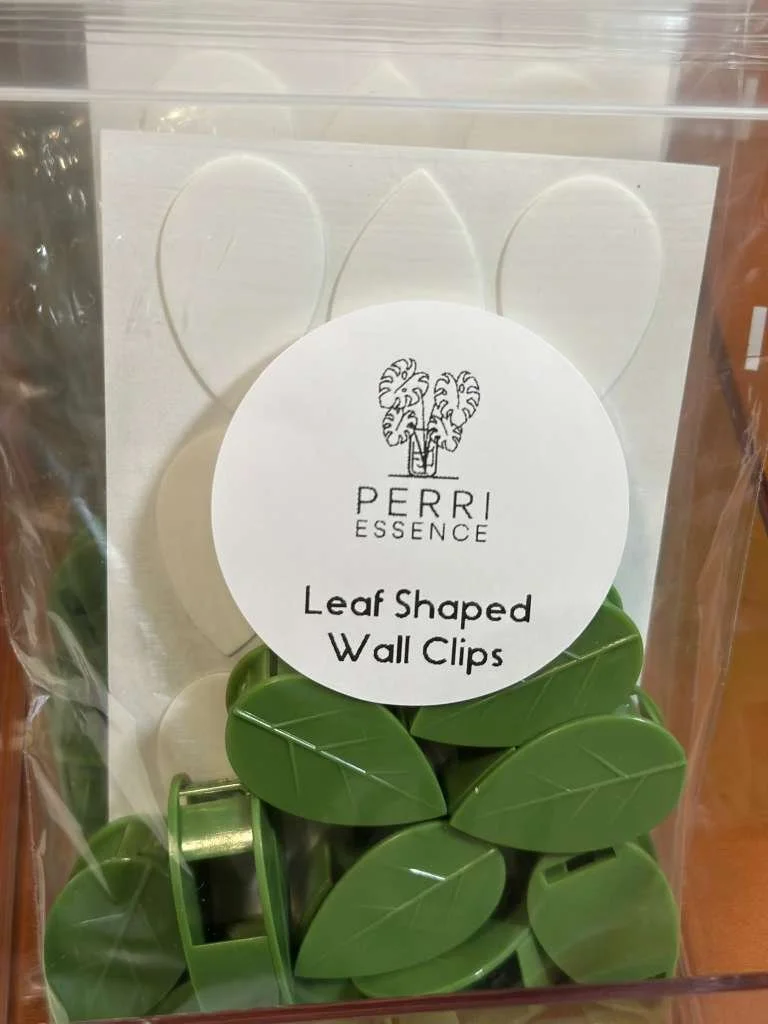 PERRI
ESSENCE
Leaf Shaped
Wall Clips